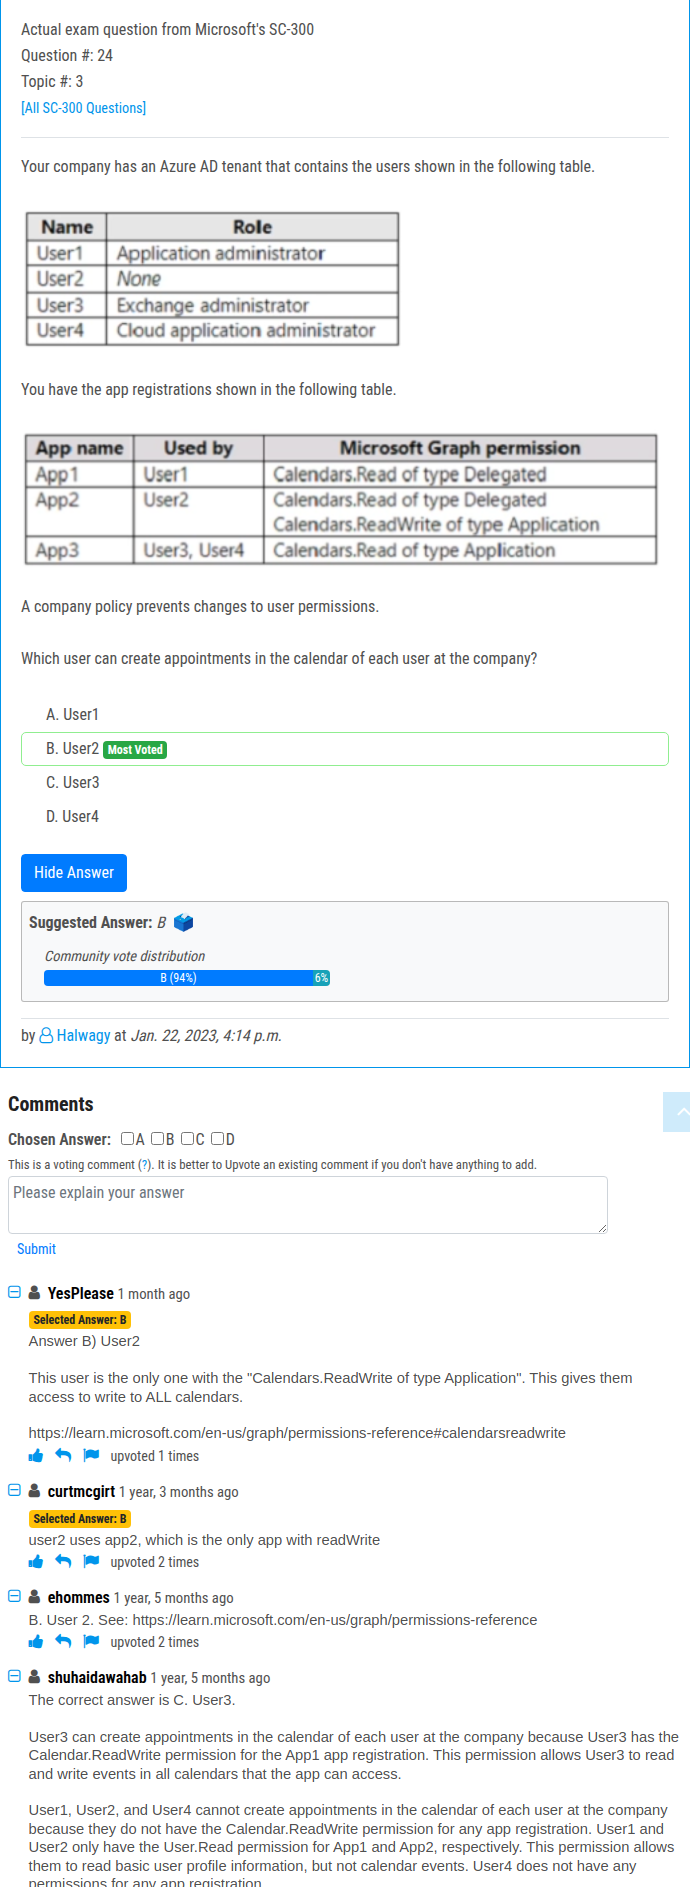 Actual exam question from Microsoft's SC-300
Question #: 24
Topic #: 3
[All SC-300 Questions]
Your company has an Azure AD tenant that contains the users shown in the following table.
Name Role
User1 Application administrator
User2 None
User3 Exchange administrator
User4 Cloud application administrator
You have the app registrations shown in the following table.
App name Used by Microsoft Graph permission
App1 User1 Calendars.Read of type Delegated
App2 User2 Calendars.Read of type Delegated
Calendars.ReadWrite of type Application
App3 User3, User4 Calendars.Read of type Application
A company policy prevents changes to user permissions.
Which user can create appointments in the calendar of each user at the company?
A. User1
B. User2 Most Voted
C. User3
D. User4
Hide Answer
Suggested Answer: B
Community vote distribution
B (94%) 6%
by Halwagy at Jan. 22, 2023, 4:14 p.m.
Comments
Chosen Answer: A B C D
This is a voting comment (?). It is better to Upvote an existing comment if you don't have anything to add.
Please explain your answer
Submit
YesPlease 1 month ago
Selected Answer: B
Answer B) User2
This user is the only one with the "Calendars.ReadWrite of type Application". This gives them
access to write to ALL calendars.
https://learn.microsoft.com/en-us/graph/permissions-reference#calendarsreadwrite
upvoted 1 times
curtmcgirt 1 year, 3 months ago
Selected Answer: B
user2 uses app2, which is the only app with readWrite
upvoted 2 times
ehommes 1 year, 5 months ago
B. User 2. See: https://learn.microsoft.com/en-us/graph/permissions-reference
upvoted 2 times
shuhaidawahab 1 year, 5 months ago
The correct answer is C. User3.
User3 can create appointments in the calendar of each user at the company because User3 has the
Calendar.ReadWrite permission for the App1 app registration. This permission allows User3 to read
and write events in all calendars that the app can access.
User1, User2, and User4 cannot create appointments in the calendar of each user at the company
because they do not have the Calendar.ReadWrite permission for any app registration. User1 and
User2 only have the User.Read permission for App1 and App2, respectively. This permission allows
them to read basic user profile information, but not calendar events. User4 does not have any
permissions for any app registration